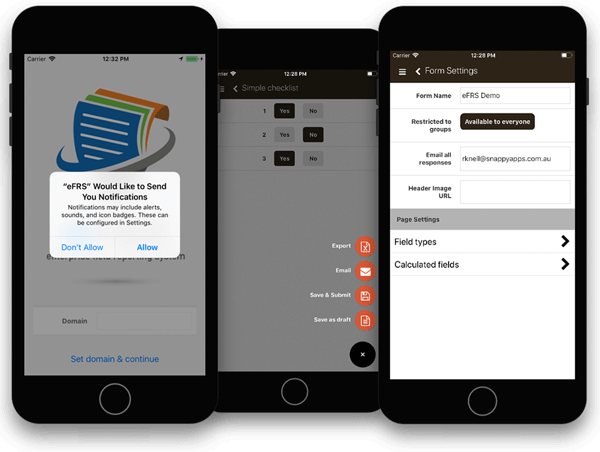 Carrier
12:32 PM
"eFRS" Would Like to Send
You Notifications
Notifications may include alerts,
sounds, and icon badges. These can
be configured in Settings.
Don't Allow
Allow
enterprise field reporting system
Domain
Set domain & continue
12:28 PM
Simple checklist
1 Yes No
2 Yes No
3 Yes No
Export
Email
Save & Submit
Save as draft
Carrier
12:28 PM
Form Settings
Form Name
eFRS Demo
Restricted to
groups
Available to everyone
Email all
responses
rknell@snappyapps.com.au
Header Image
URL
Page Settings
Field types
Calculated fields